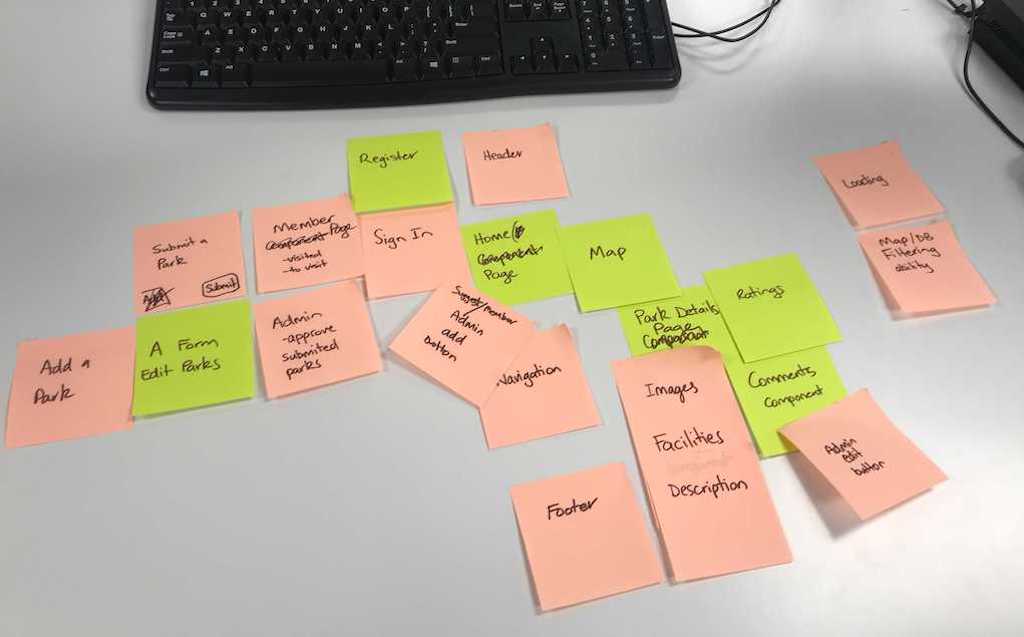 Register
Header
Loading
Submit a
Park
Add
Submit
Member
Component Page
-visited
-to visit
Sign In
Home
Component
Page
Map
Map/DB
Filtering
ability
Ratings
Park Details
Page
Component
Add a
Park
A Form
Edit Parks
Admin
-approve
submitted
parks
Suggest/Member
Admin
add
button
Navigation
Images
Facilities
Description
Comments
Component
Admin
edit
button
Footer